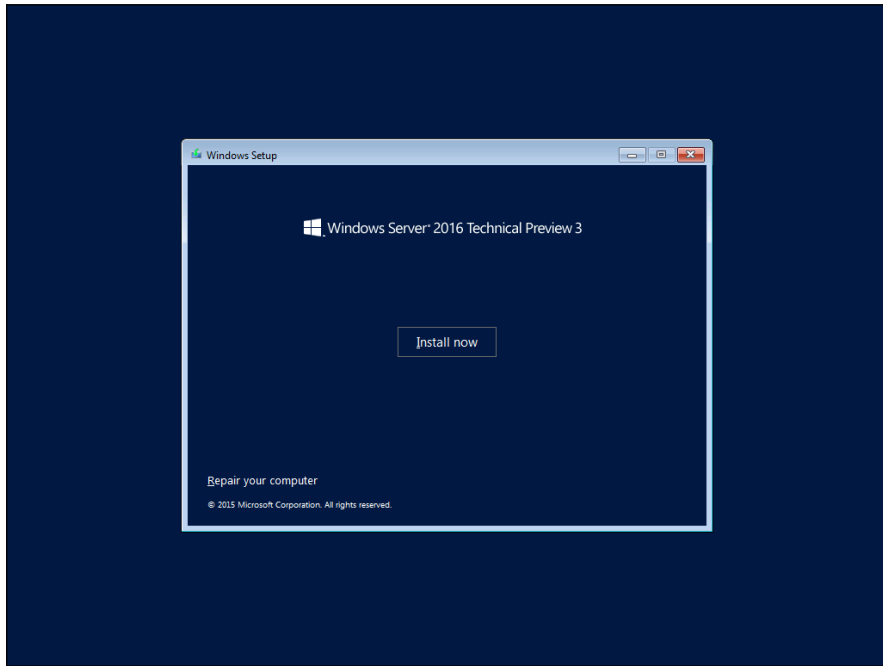 Windows Setup
Windows Server® 2016 Technical Preview 3
Install now
Repair your computer
© 2015 Microsoft Corporation. All rights reserved.